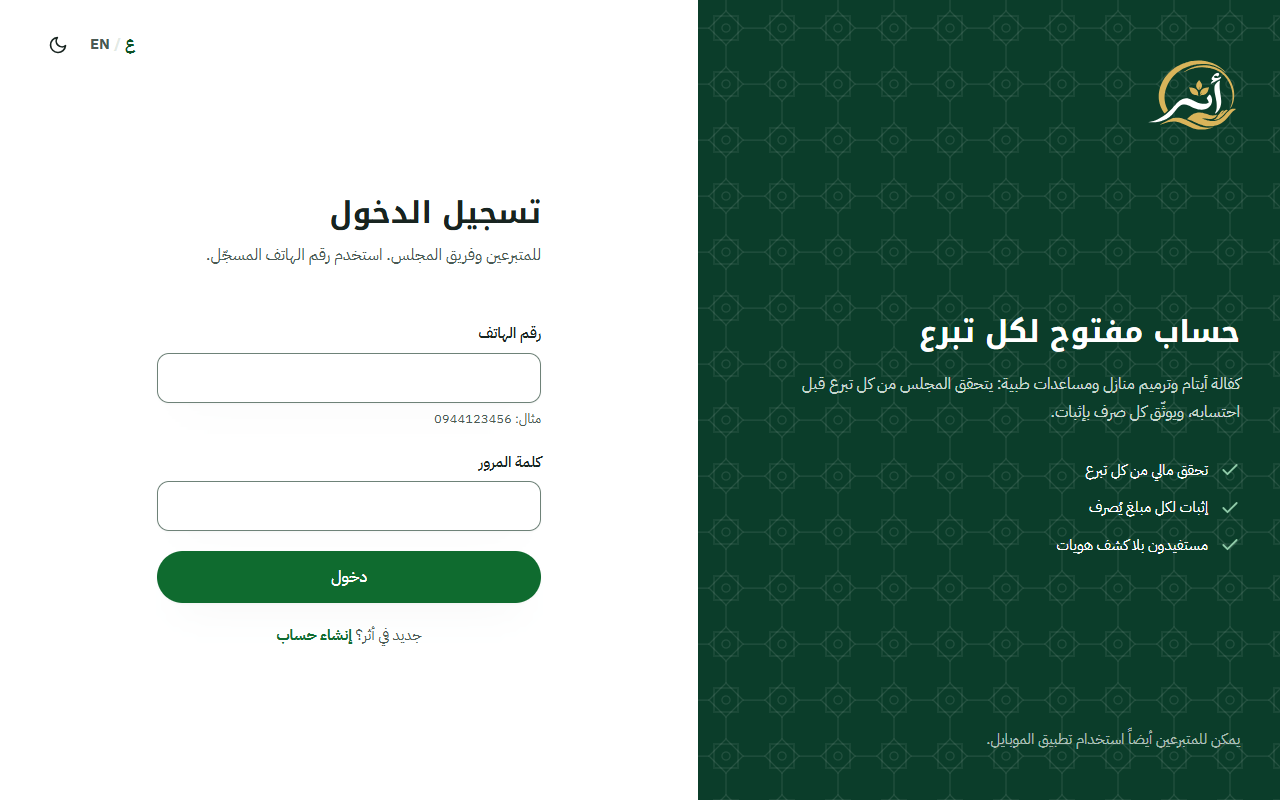 أثر
حساب مفتوح لكل تبرع
كفالة أيتام وترميم منازل ومساعدات طبية: يتحقق المجلس من كل تبرع قبل
احتسابه، ويوثّق كل صرف بإثبات.
تحقق مالي من كل تبرع
إثبات لكل مبلغ يُصرف
مستفيدون بلا كشف هويات
يمكن للمتبرعين أيضاً استخدام تطبيق الموبايل.
ع / EN
تسجيل الدخول
للمتبرعين وفريق المجلس. استخدم رقم الهاتف المسجّل.
رقم الهاتف
مثال: 0944123456
كلمة المرور
دخول
جديد في أثر؟ إنشاء حساب